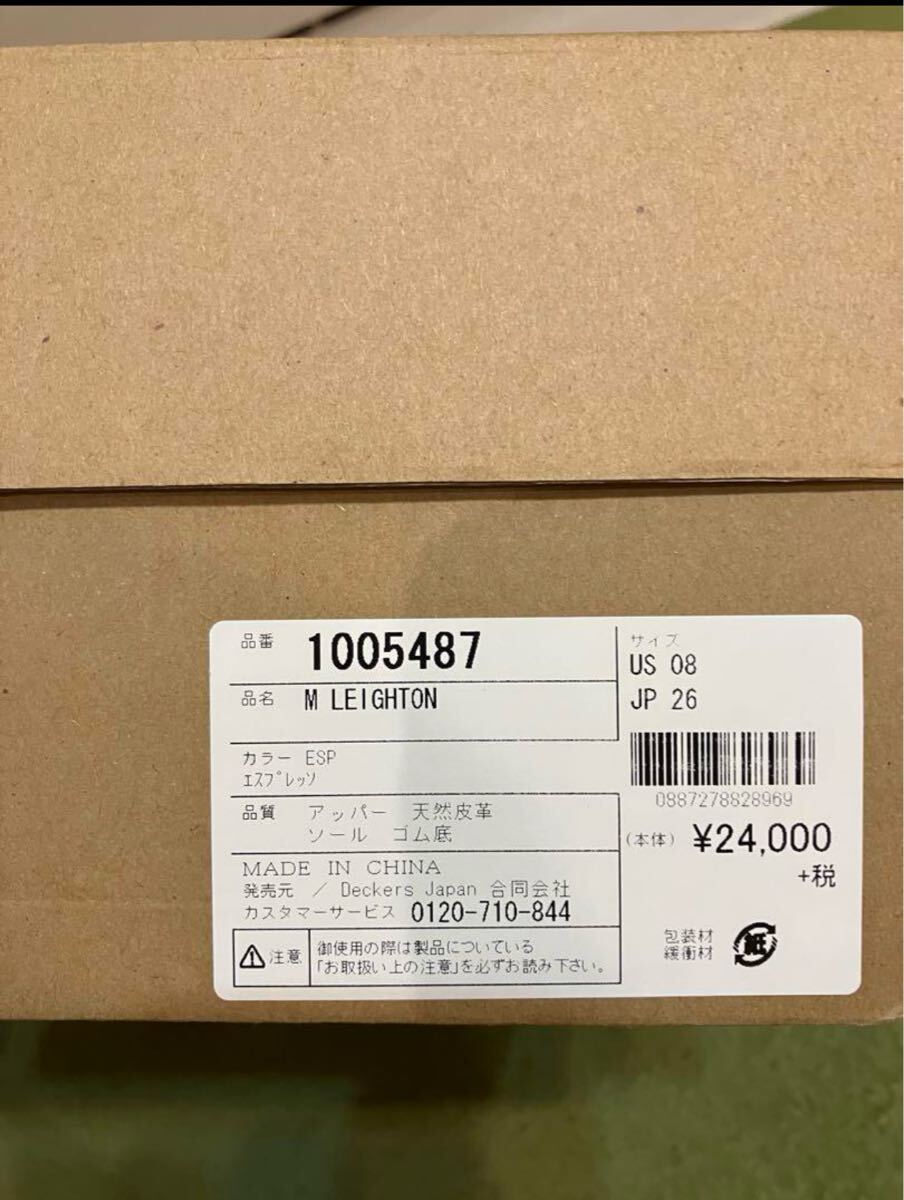 品番 1005487
品名 M LEIGHTON
カラー ESP
エスプレッソ
品質 アッパー 天然皮革
ソール ゴム底
MADE IN CHINA
発売元 / Deckers Japan 合同会社
カスタマーサービス 0120-710-844
注意 御使用の際は製品についている
「お取扱い上の注意」を必ずお読み下さい。
サイズ
US 08
JP 26
0887278828969
(本体) ¥24,000
+税
包装材
緩衝材
紙